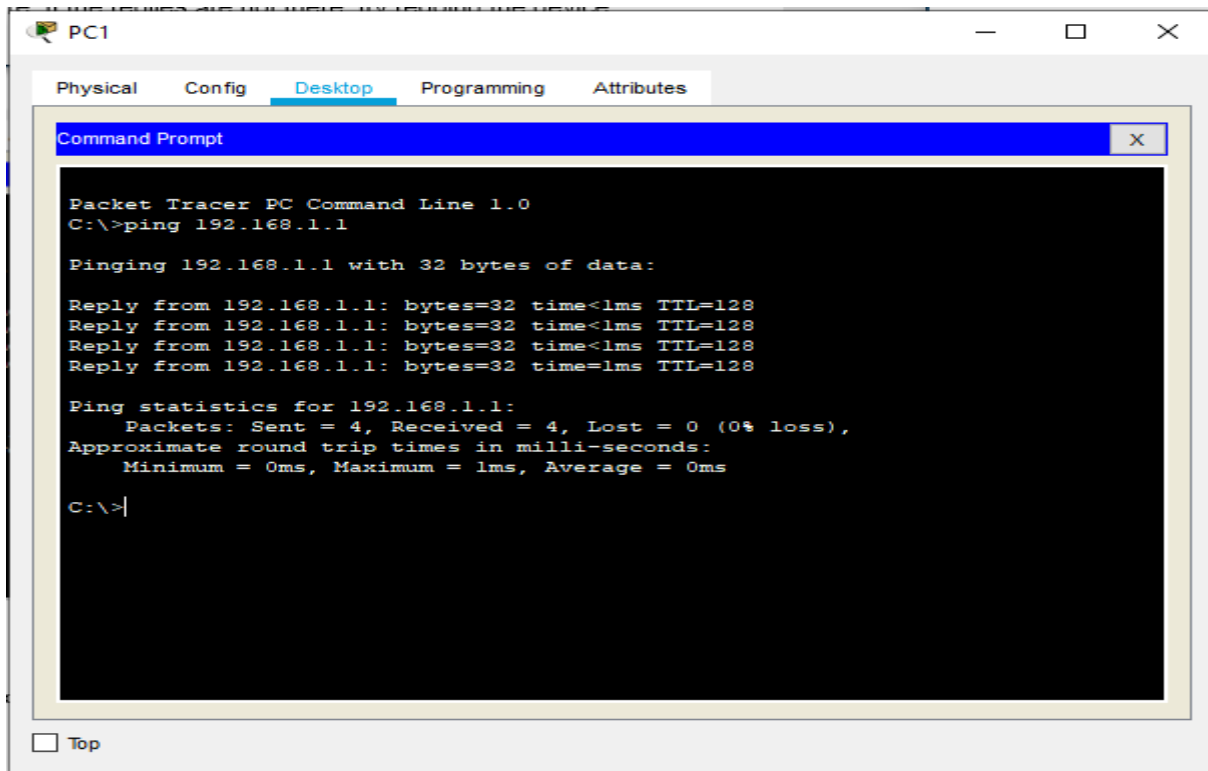 PC1
Physical Config Desktop Programming Attributes
Command Prompt X
Packet Tracer PC Command Line 1.0
C:\>ping 192.168.1.1
Pinging 192.168.1.1 with 32 bytes of data:
Reply from 192.168.1.1: bytes=32 time<1ms TTL=128
Reply from 192.168.1.1: bytes=32 time<1ms TTL=128
Reply from 192.168.1.1: bytes=32 time<1ms TTL=128
Reply from 192.168.1.1: bytes=32 time=1ms TTL=128
Ping statistics for 192.168.1.1:
Packets: Sent = 4, Received = 4, Lost = 0 (0% loss),
Approximate round trip times in milli-seconds:
Minimum = 0ms, Maximum = 1ms, Average = 0ms
C:\>
Top